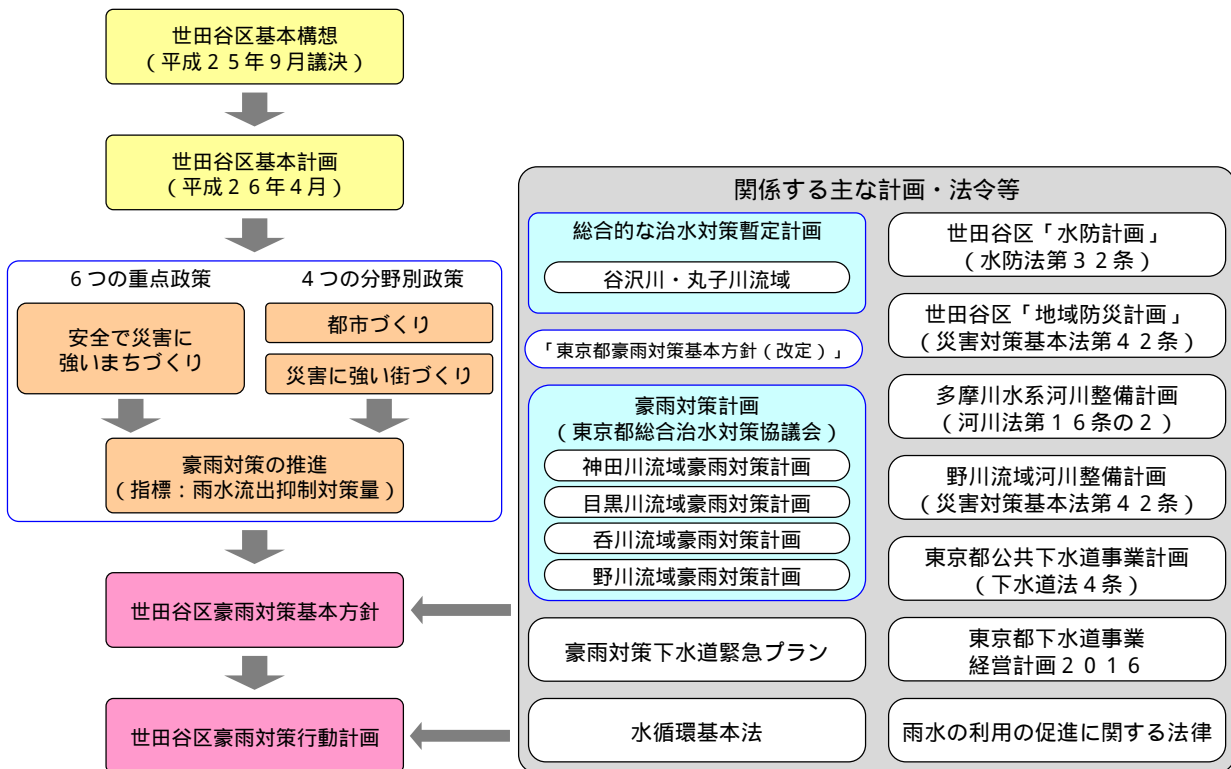 世田谷区基本構想
(平成25年9月議決)
世田谷区基本計画
(平成26年4月)
6つの重点政策
4つの分野別政策
安全で災害に
強いまちづくり
都市づくり
災害に強い街づくり
豪雨対策の推進
(指標:雨水流出抑制対策量)
世田谷区豪雨対策基本方針
世田谷区豪雨対策行動計画
関係する主な計画・法令等
総合的な治水対策暫定計画
谷沢川・丸子川流域
「東京都豪雨対策基本方針(改定)」
豪雨対策計画
(東京都総合治水対策協議会)
神田川流域豪雨対策計画
目黒川流域豪雨対策計画
呑川流域豪雨対策計画
野川流域豪雨対策計画
豪雨対策下水道緊急プラン
水循環基本法
世田谷区「水防計画」
(水防法第32条)
世田谷区「地域防災計画」
(災害対策基本法第42条)
多摩川水系河川整備計画
(河川法第16条の2)
野川流域河川整備計画
(災害対策基本法第42条)
東京都公共下水道事業計画
(下水道法4条)
東京都下水道事業
経営計画2016
雨水の利用の促進に関する法律